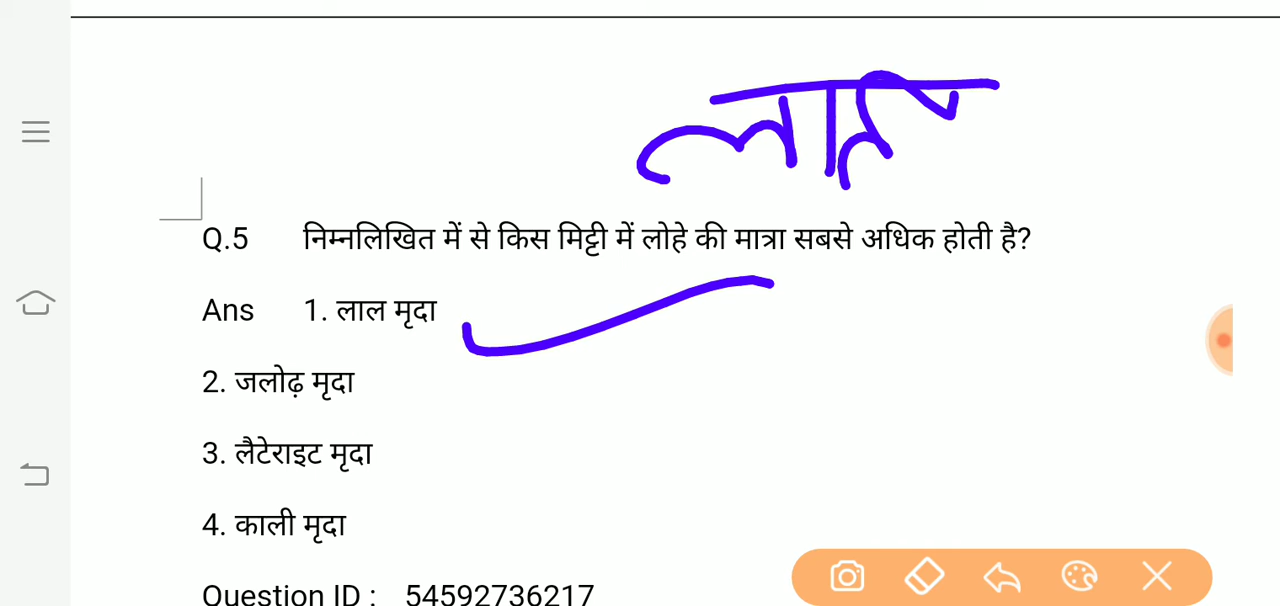 Q.5 निम्नलिखित में से किस मिट्टी में लोहे की मात्रा सबसे अधिक होती है?
Ans 1. लाल मृदा
2. जलोढ़ मृदा
3. लैटेराइट मृदा
4. काली मृदा
Question ID : 54592736217